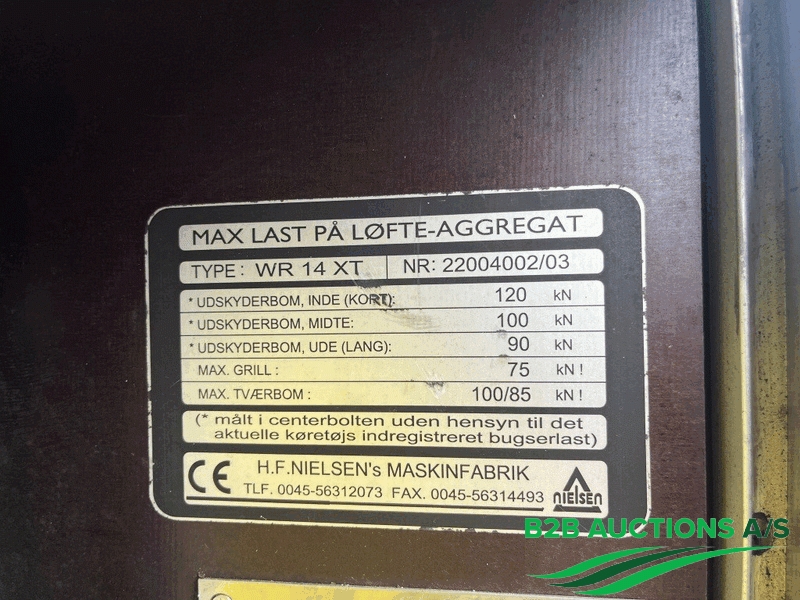 MAX LAST PÅ LØFTE-AGGREGAT
TYPE: WR 14 XT NR: 22004002/03
* UDSKYDERBOM, INDE (KORT): 120 kN
* UDSKYDERBOM, MIDTE: 100 kN
* UDSKYDERBOM, UDE (LANG): 90 kN
MAX. GRILL : 75 kN !
MAX. TVÆRBOM : 100/85 kN !
(* målt i centerbolten uden hensyn til det
aktuelle køretøjs indregistreret bugserlast)
CE H.F.NIELSEN's MASKINFABRIK
TLF. 0045-56312073 FAX. 0045-56314493
NIELSEN
B2B AUCTIONS A/S